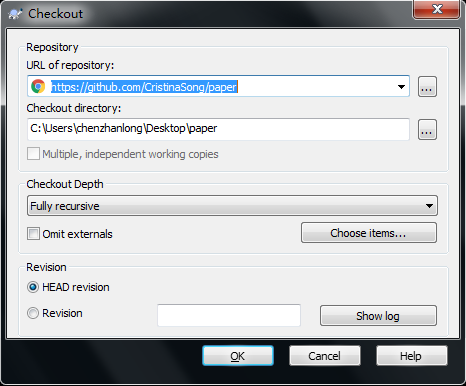 Checkout
Repository
URL of repository:
https://github.com/CristinaSong/paper
...
Checkout directory:
C:\Users\chenzhanlong\Desktop\paper
...
Multiple, independent working copies
Checkout Depth
Fully recursive
Omit externals
Choose items...
Revision
HEAD revision
Revision
Show log
OK
Cancel
Help